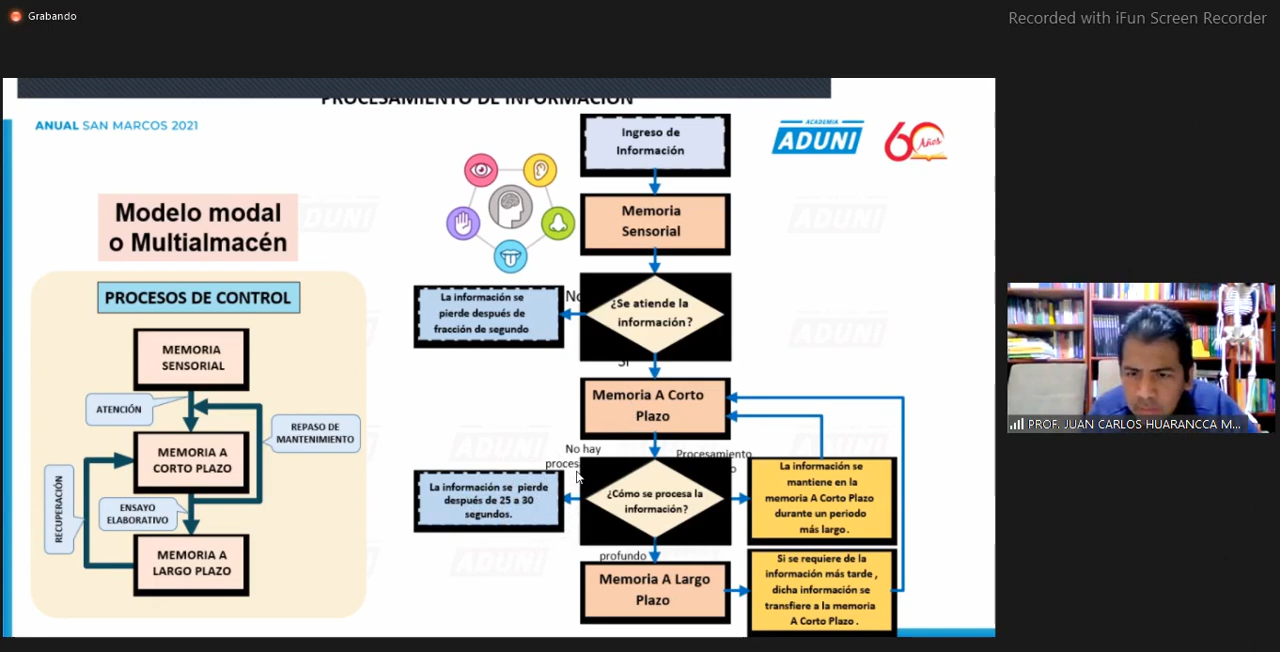 Grabando
Recorded with iFun Screen Recorder
PROCESAMIENTO DE INFORMACIÓN
ANUAL SAN MARCOS 2021
ACADEMIA
ADUNI
60
Años
Modelo modal
o Multialmacén
PROCESOS DE CONTROL
MEMORIA
SENSORIAL
ATENCIÓN
REPASO DE
MANTENIMIENTO
MEMORIA A
CORTO PLAZO
RECUPERACIÓN
ENSAYO
ELABORATIVO
MEMORIA A
LARGO PLAZO
Ingreso de
Información
Memoria
Sensorial
La información se
pierde después de
fracción de segundo
No
¿Se atiende la
información?
Si
Memoria A Corto
Plazo
No hay
Procesamiento
La información se pierde
después de 25 a 30
segundos.
¿Cómo se procesa la
información?
La información se
mantiene en la
memoria A Corto Plazo
durante un periodo
más largo.
profundo
Memoria A Largo
Plazo
Si se requiere de la
información más tarde ,
dicha información se
transfiere a la memoria
A Corto Plazo .
PROF. JUAN CARLOS HUARANCCA M...